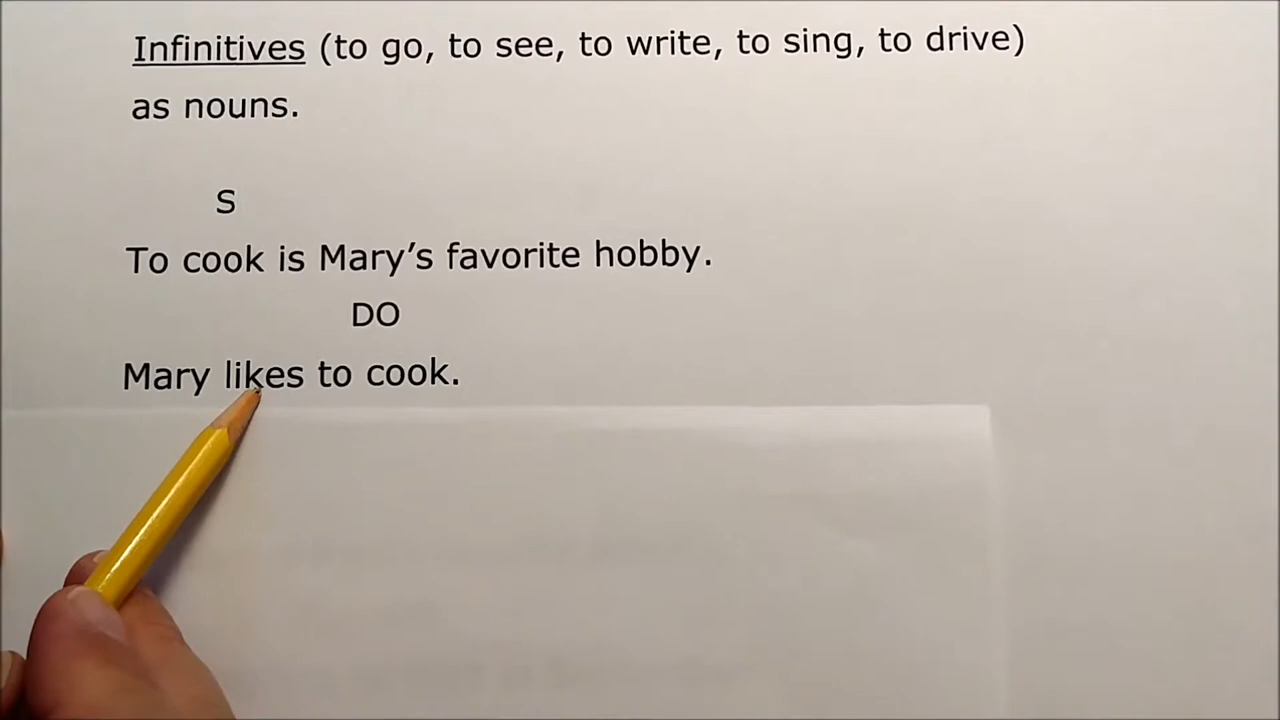 Infinitives (to go, to see, to write, to sing, to drive)
as nouns.
S
To cook is Mary’s favorite hobby.
DO
Mary likes to cook.